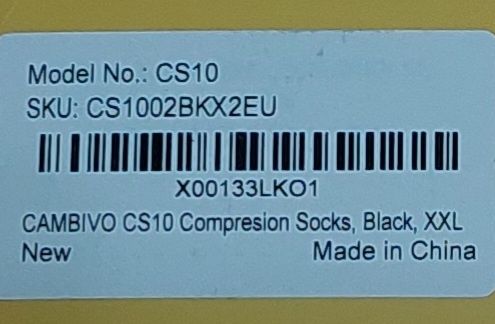 Model No.: CS10
SKU: CS1002BKX2EU
X00133LKO1
CAMBIVO CS10 Compresion Socks, Black, XXL
New Made in China